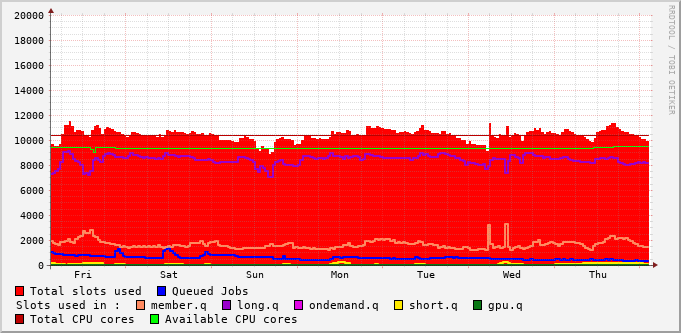 RRDTOOL / TOBI OETIKER
20000
18000
16000
14000
12000
10000
8000
6000
4000
2000
0
Fri Sat Sun Mon Tue Wed Thu
Total slots used Queued Jobs
Slots used in : member.q long.q ondemand.q short.q gpu.q
Total CPU cores Available CPU cores